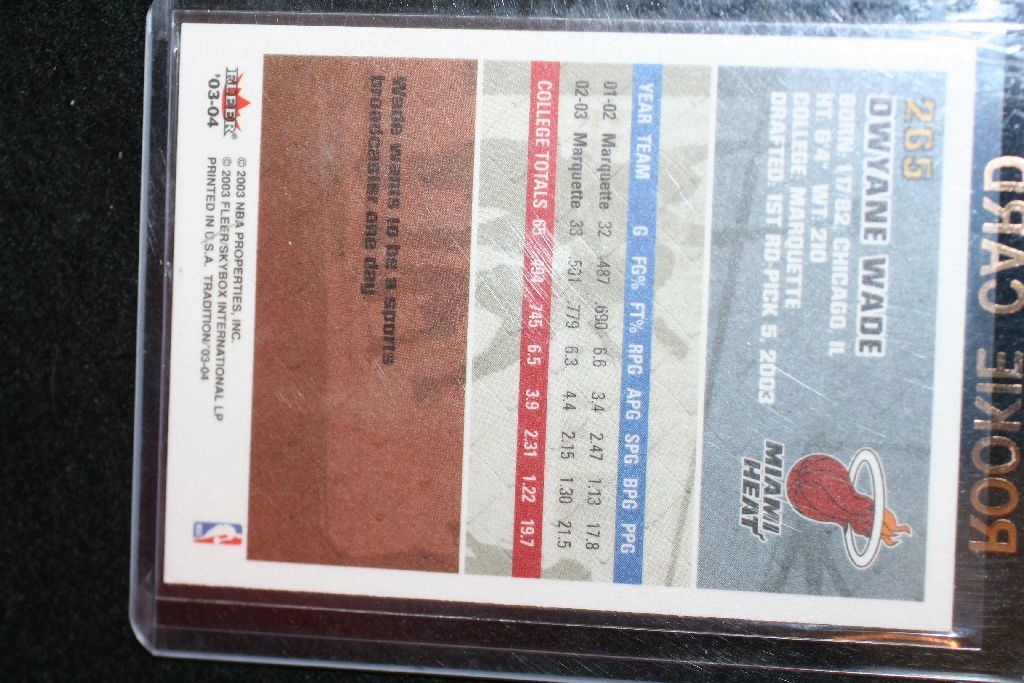 ROOKIE CARD
265
DWYANE WADE
BORN: 1/17/82, CHICAGO, IL
HT: 6'4" WT: 210
COLLEGE: MARQUETTE
DRAFTED: 1ST RD-PICK 5, 2003
MIAMI
HEAT
YEAR TEAM G FG% FT% RPG APG SPG BPG PPG
01-02 Marquette 32 .487 .690 6.6 3.4 2.47 1.13 17.8
02-03 Marquette 33 .501 .779 6.3 4.4 2.15 1.30 21.5
COLLEGE TOTALS 65 .494 .745 6.5 3.9 2.31 1.22 19.7
Wade wants to be a sports
broadcaster one day.
FLEER®
'03-04
© 2003 NBA PROPERTIES, INC.
© 2003 FLEER/SKYBOX INTERNATIONAL LP
PRINTED IN U.S.A. TRADITION/'03-04